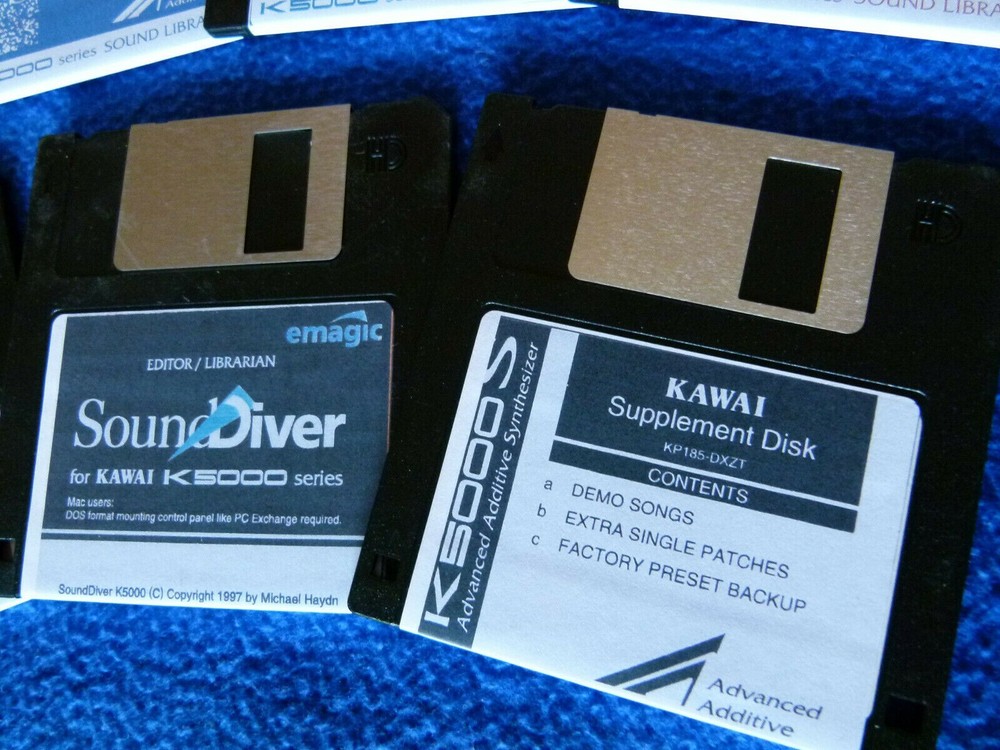 000 series SOUND LIBRA
K5000
SOUND LIBRA
HD
HD
emagic
EDITOR / LIBRARIAN
SoundDiver
for KAWAI K5000 series
Mac users:
DOS format mounting control panel like PC Exchange required.
SoundDiver K5000 (C) Copyright 1997 by Michael Haydn
K5000S
Advanced Additive Synthesizer
KAWAI
Supplement Disk
KP185-DXZT
CONTENTS
a DEMO SONGS
b EXTRA SINGLE PATCHES
c FACTORY PRESET BACKUP
Advanced
Additive